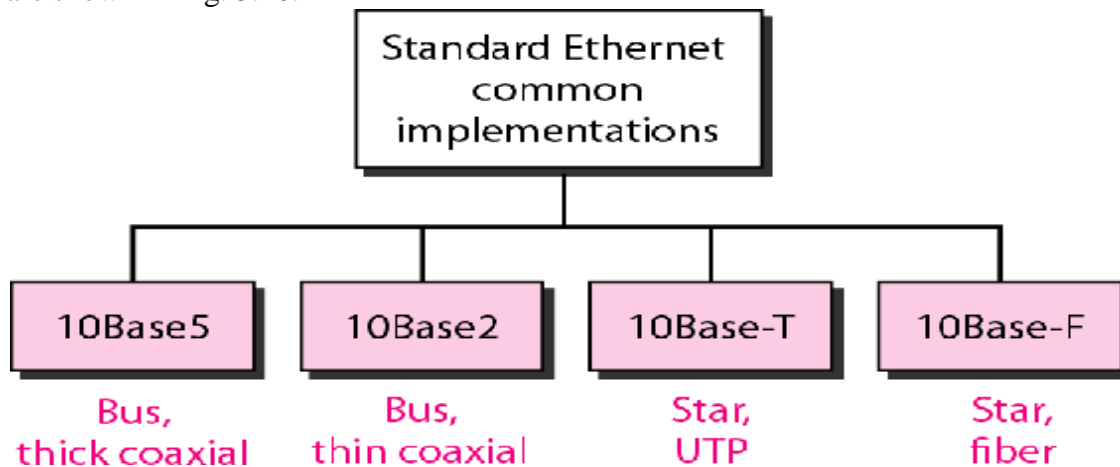 Standard Ethernet
common
implementations
10Base5
10Base2
10Base-T
10Base-F
Bus,
thick coaxial
Bus,
thin coaxial
Star,
UTP
Star,
fiber